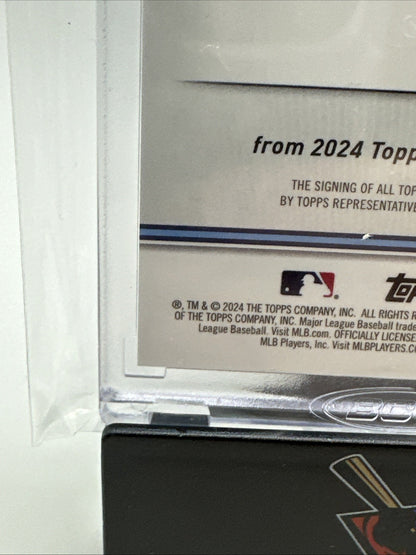 from 2024 Topp
THE SIGNING OF ALL TOP
BY TOPPS REPRESENTATIVE
®, TM & © 2024 THE TOPPS COMPANY, INC. ALL RIGHTS R
OF THE TOPPS COMPANY, INC. Major League Baseball trade
League Baseball. Visit MLB.com. OFFICIALLY LICENSE
MLB Players, Inc. Visit MLBPLAYERS.CO